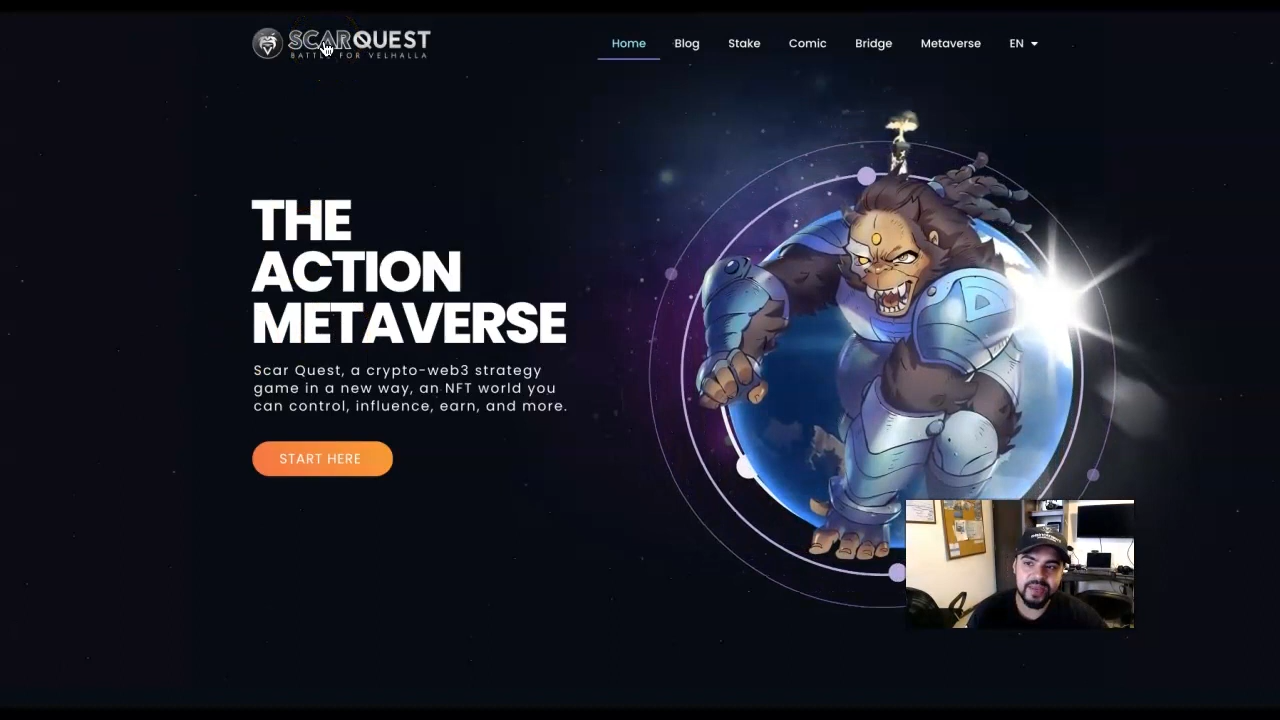 SCARQUEST
BATTLE FOR VELHALLA
Home Blog Stake Comic Bridge Metaverse EN
THE
ACTION
METAVERSE
Scar Quest, a crypto-web3 strategy
game in a new way, an NFT world you
can control, influence, earn, and more.
START HERE